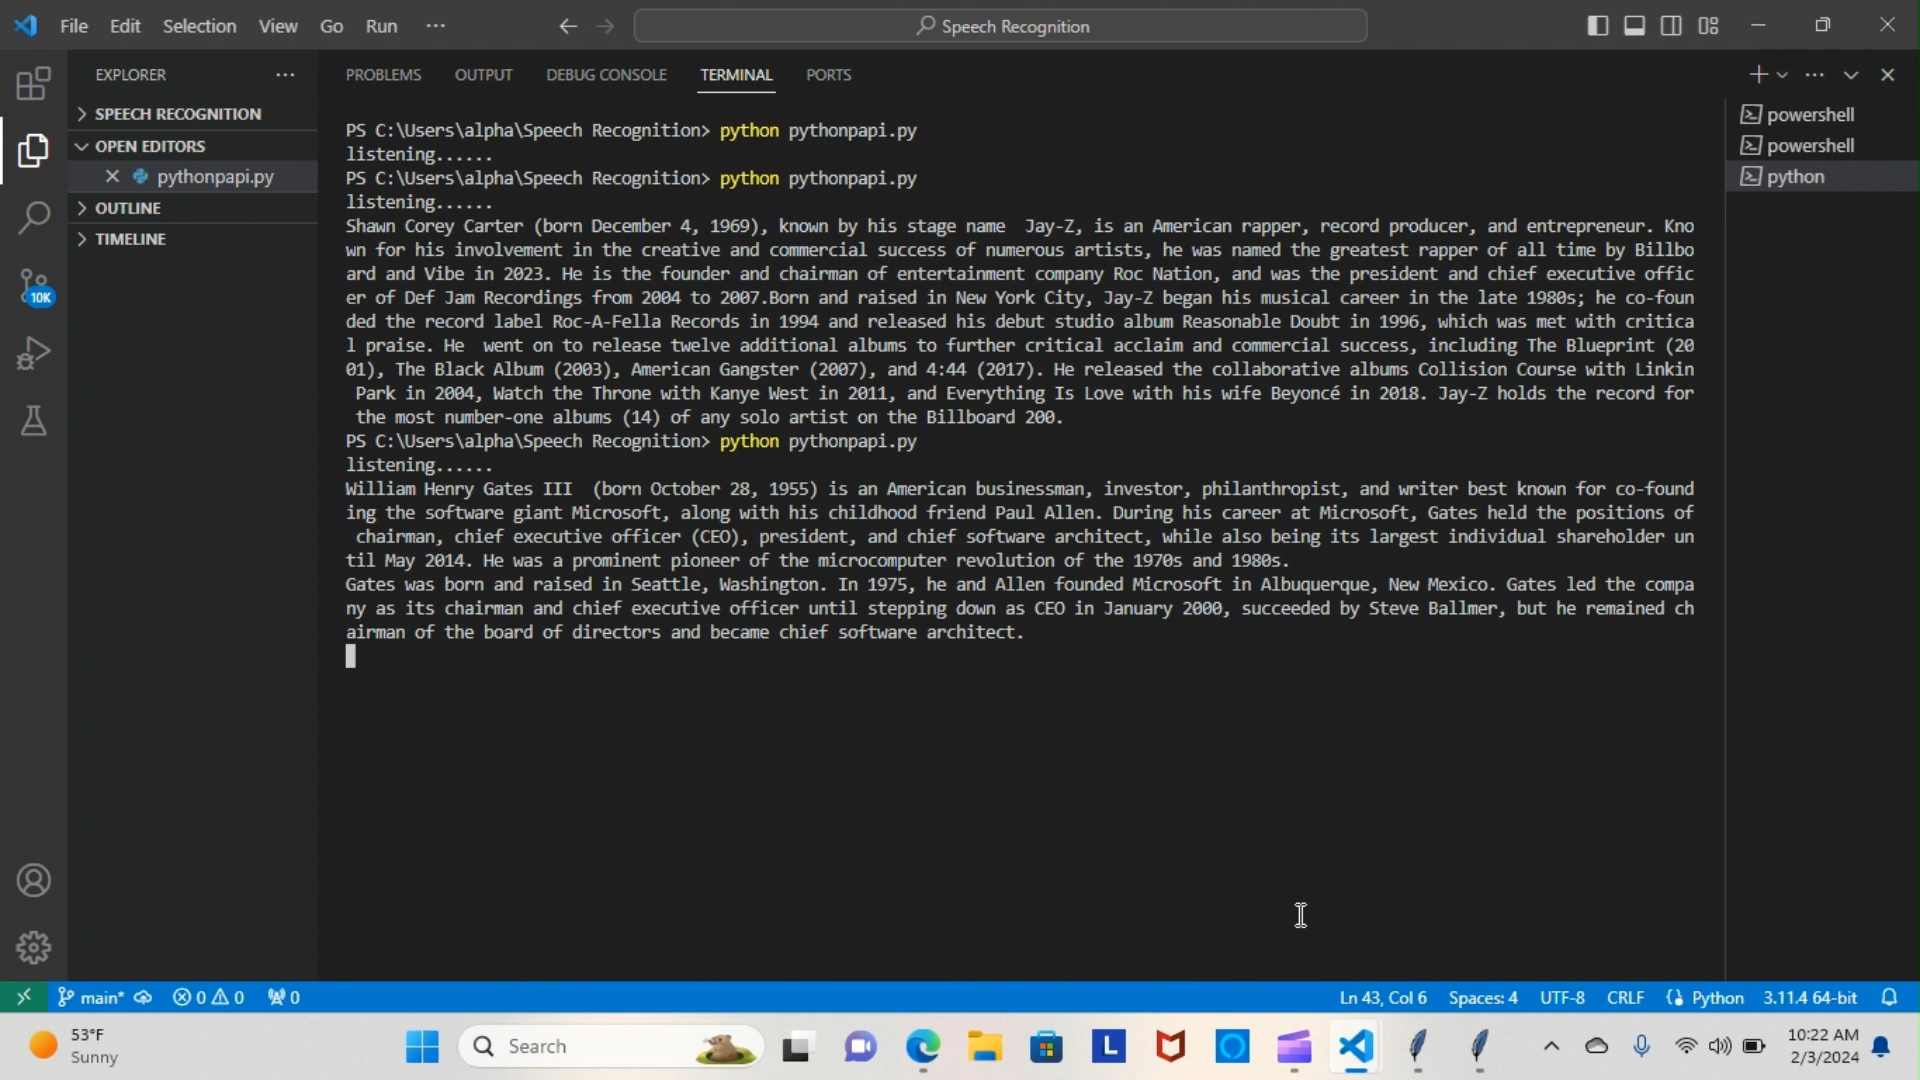 File Edit Selection View Go Run ··· Speech Recognition
EXPLORER ···
SPEECH RECOGNITION
OPEN EDITORS
pythonpapi.py
OUTLINE
TIMELINE
10K
PROBLEMS OUTPUT DEBUG CONSOLE TERMINAL PORTS
PS C:\Users\alpha\Speech Recognition> python pythonpapi.py
listening......
PS C:\Users\alpha\Speech Recognition> python pythonpapi.py
listening......
Shawn Corey Carter (born December 4, 1969), known by his stage name  Jay-Z, is an American rapper, record producer, and entrepreneur. Kno
wn for his involvement in the creative and commercial success of numerous artists, he was named the greatest rapper of all time by Billbo
ard and Vibe in 2023. He is the founder and chairman of entertainment company Roc Nation, and was the president and chief executive offic
er of Def Jam Recordings from 2004 to 2007.Born and raised in New York City, Jay-Z began his musical career in the late 1980s; he co-foun
ded the record label Roc-A-Fella Records in 1994 and released his debut studio album Reasonable Doubt in 1996, which was met with critica
l praise. He  went on to release twelve additional albums to further critical acclaim and commercial success, including The Blueprint (20
01), The Black Album (2003), American Gangster (2007), and 4:44 (2017). He released the collaborative albums Collision Course with Linkin
 Park in 2004, Watch the Throne with Kanye West in 2011, and Everything Is Love with his wife Beyoncé in 2018. Jay-Z holds the record for
 the most number-one albums (14) of any solo artist on the Billboard 200.
PS C:\Users\alpha\Speech Recognition> python pythonpapi.py
listening......
William Henry Gates III  (born October 28, 1955) is an American businessman, investor, philanthropist, and writer best known for co-found
ing the software giant Microsoft, along with his childhood friend Paul Allen. During his career at Microsoft, Gates held the positions of
 chairman, chief executive officer (CEO), president, and chief software architect, while also being its largest individual shareholder un
til May 2014. He was a prominent pioneer of the microcomputer revolution of the 1970s and 1980s.
Gates was born and raised in Seattle, Washington. In 1975, he and Allen founded Microsoft in Albuquerque, New Mexico. Gates led the compa
ny as its chairman and chief executive officer until stepping down as CEO in January 2000, succeeded by Steve Ballmer, but he remained ch
airman of the board of directors and became chief software architect.
powershell
powershell
python
main* 0 0 0 Ln 43, Col 6 Spaces: 4 UTF-8 CRLF Python 3.11.4 64-bit
53°F
Sunny
Search
L
10:22 AM
2/3/2024